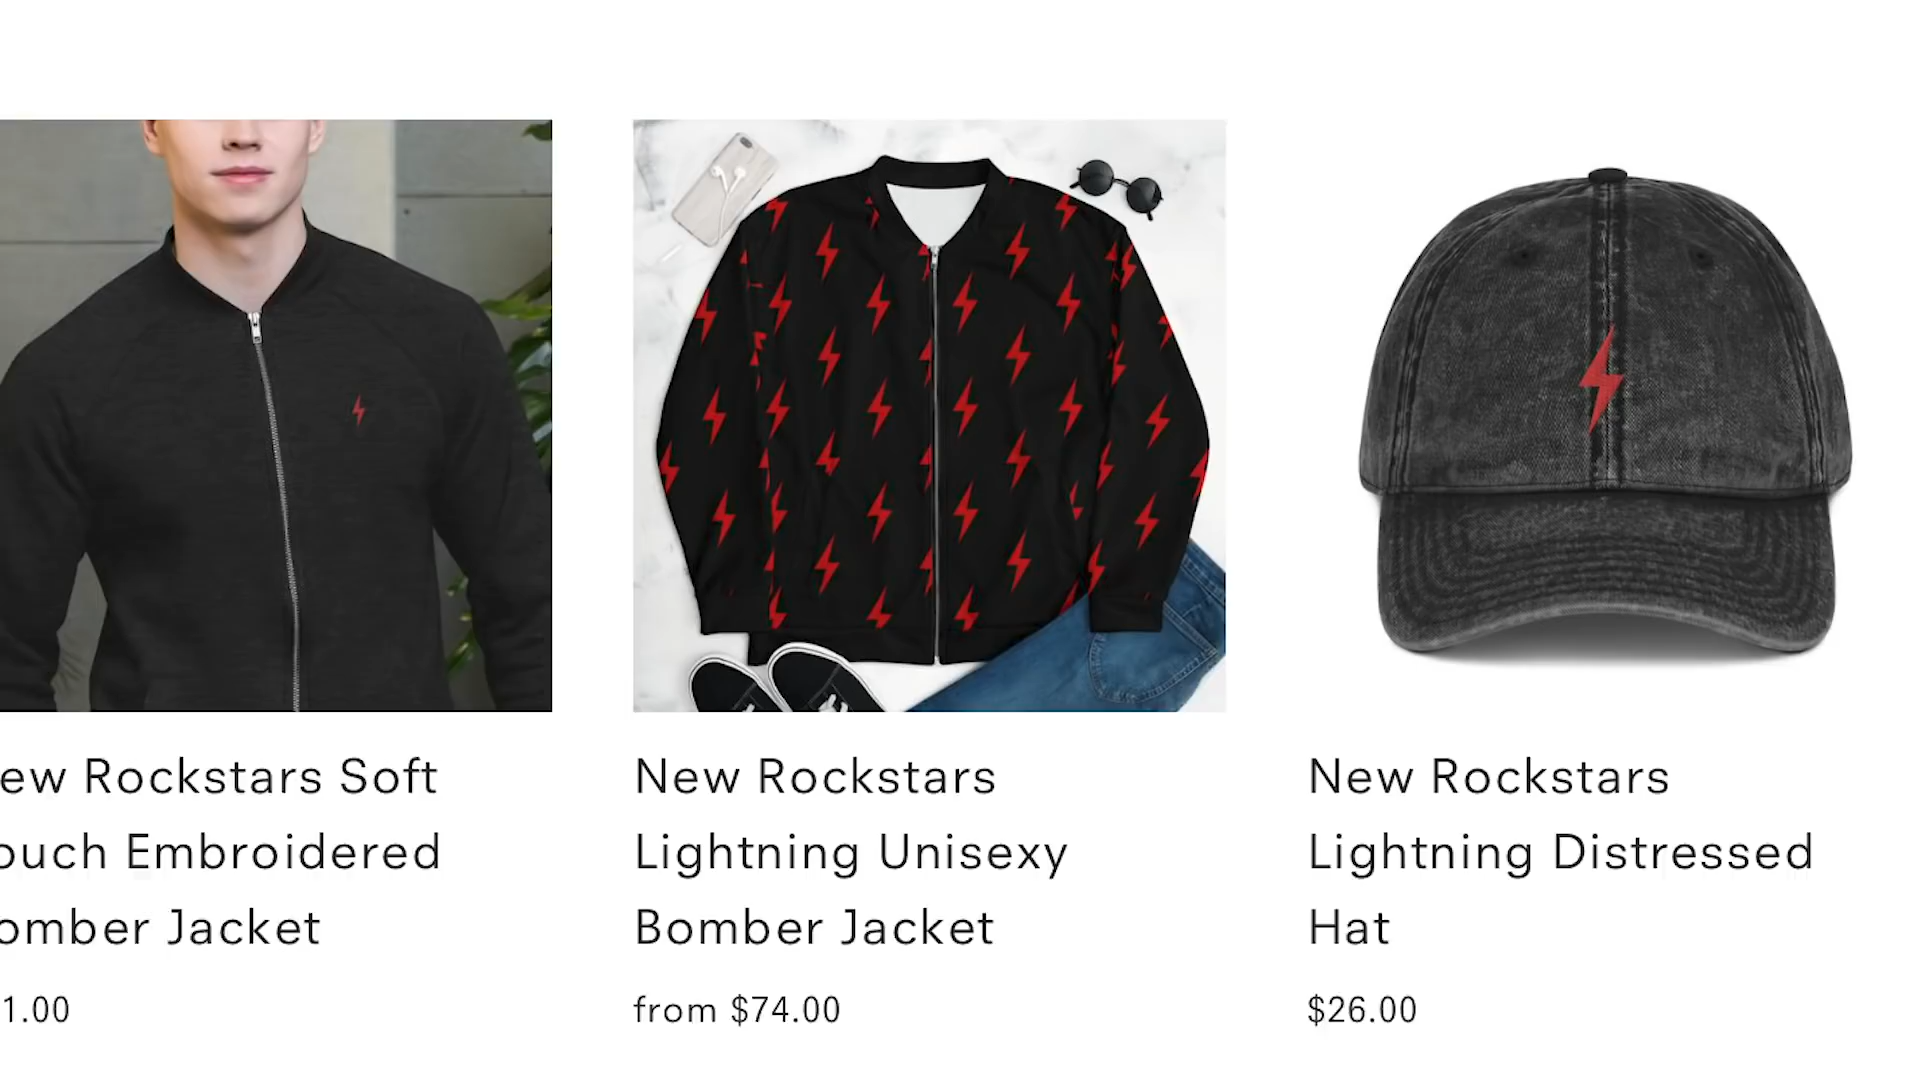 ew Rockstars Soft
ouch Embroidered
omber Jacket
1.00
New Rockstars
Lightning Unisexy
Bomber Jacket
from $74.00
New Rockstars
Lightning Distressed
Hat
$26.00